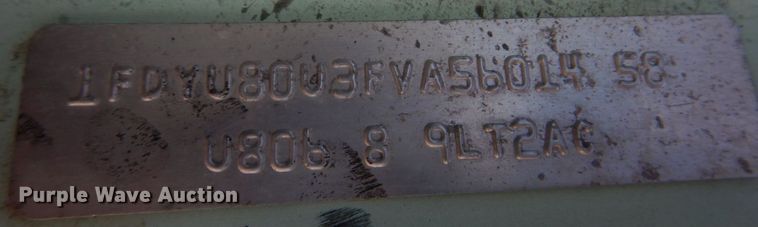 1FDYU80U3FVA56014 58
U806 8 9LT2AC
Purple Wave Auction